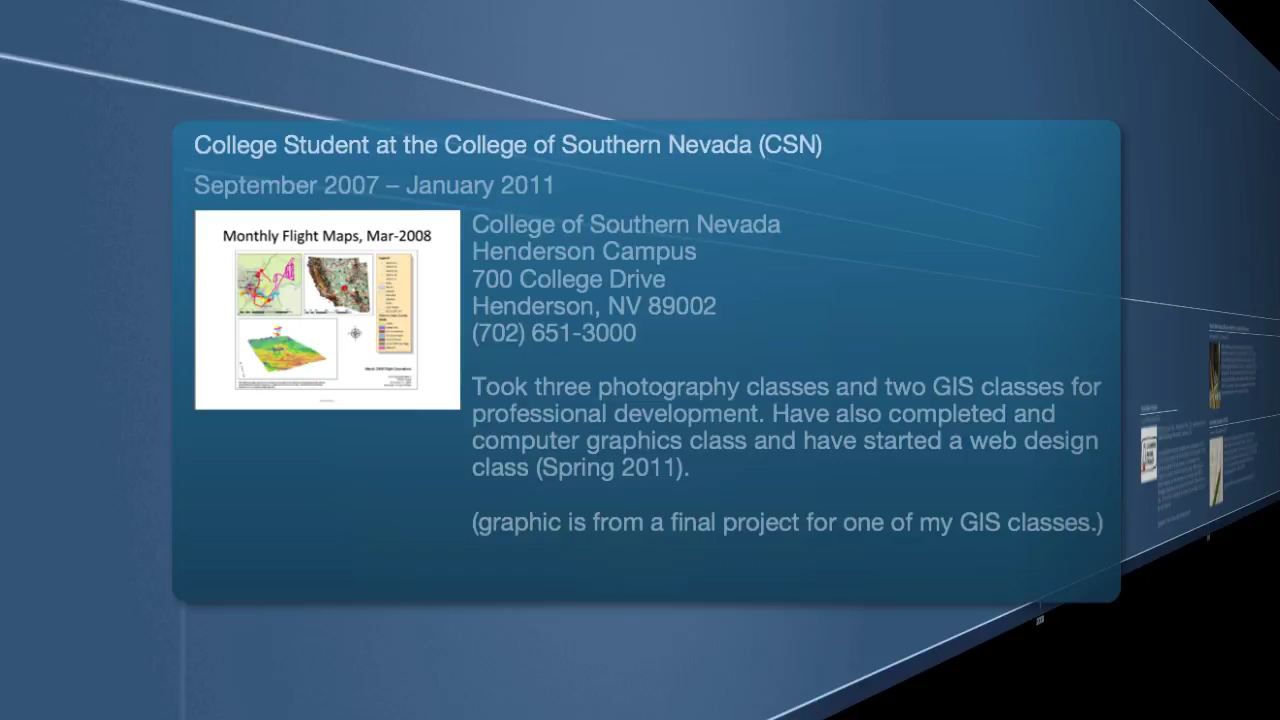 College Student at the College of Southern Nevada (CSN)
September 2007 – January 2011
Monthly Flight Maps, Mar-2008
College of Southern Nevada
Henderson Campus
700 College Drive
Henderson, NV 89002
(702) 651-3000
Took three photography classes and two GIS classes for
professional development. Have also completed and
computer graphics class and have started a web design
class (Spring 2011).
(graphic is from a final project for one of my GIS classes.)